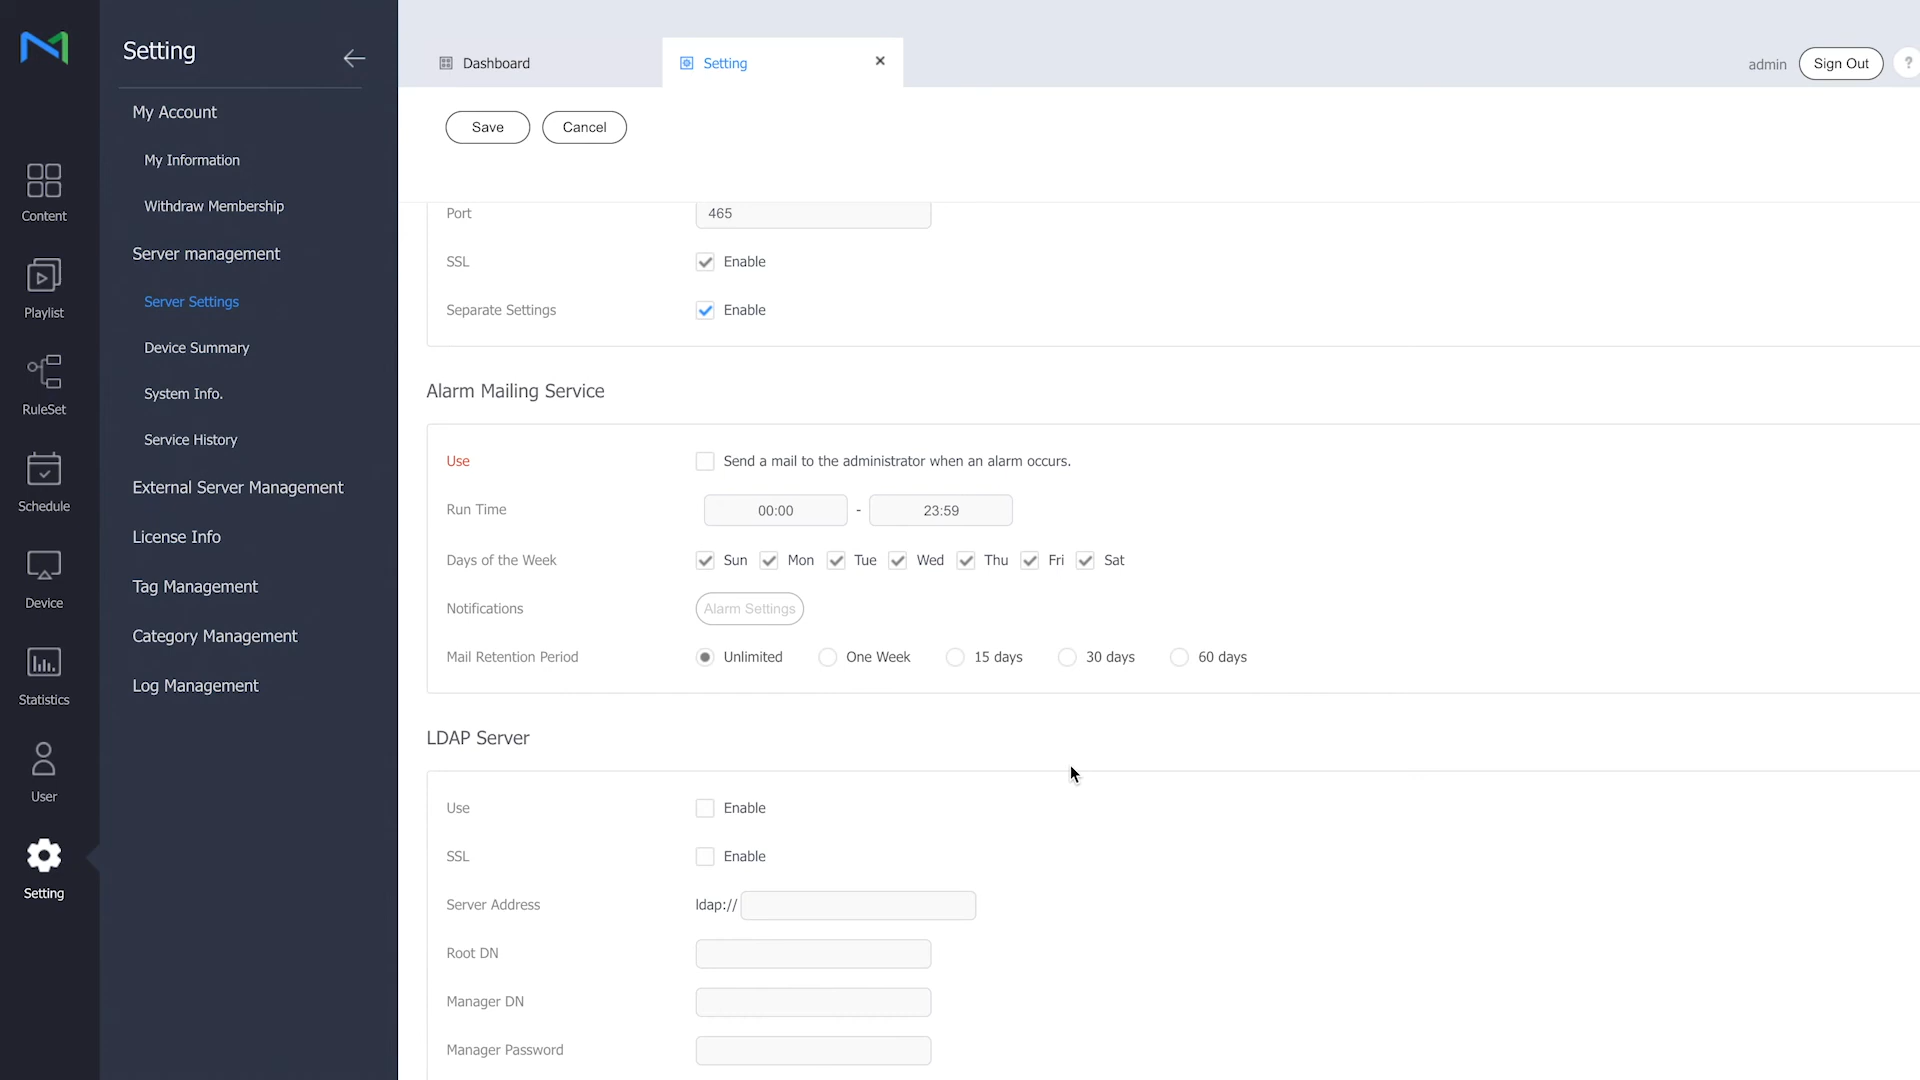 Setting
My Account
My Information
Withdraw Membership
Server management
Server Settings
Device Summary
System Info.
Service History
External Server Management
License Info
Tag Management
Category Management
Log Management
Content
Playlist
RuleSet
Schedule
Device
Statistics
User
Setting
Dashboard
Setting
admin
Sign Out
?
Save
Cancel
Port 465
SSL Enable
Separate Settings Enable
Alarm Mailing Service
Use Send a mail to the administrator when an alarm occurs.
Run Time 00:00 - 23:59
Days of the Week Sun Mon Tue Wed Thu Fri Sat
Notifications Alarm Settings
Mail Retention Period Unlimited One Week 15 days 30 days 60 days
LDAP Server
Use Enable
SSL Enable
Server Address ldap://
Root DN
Manager DN
Manager Password